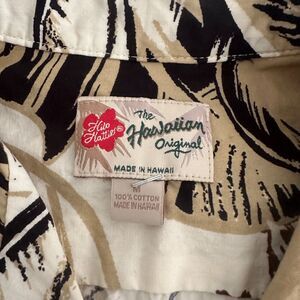 Hilo
Hattie®
The
Hawaiian
Original
MADE IN HAWAII
M
100% COTTON
MADE IN HAWAII